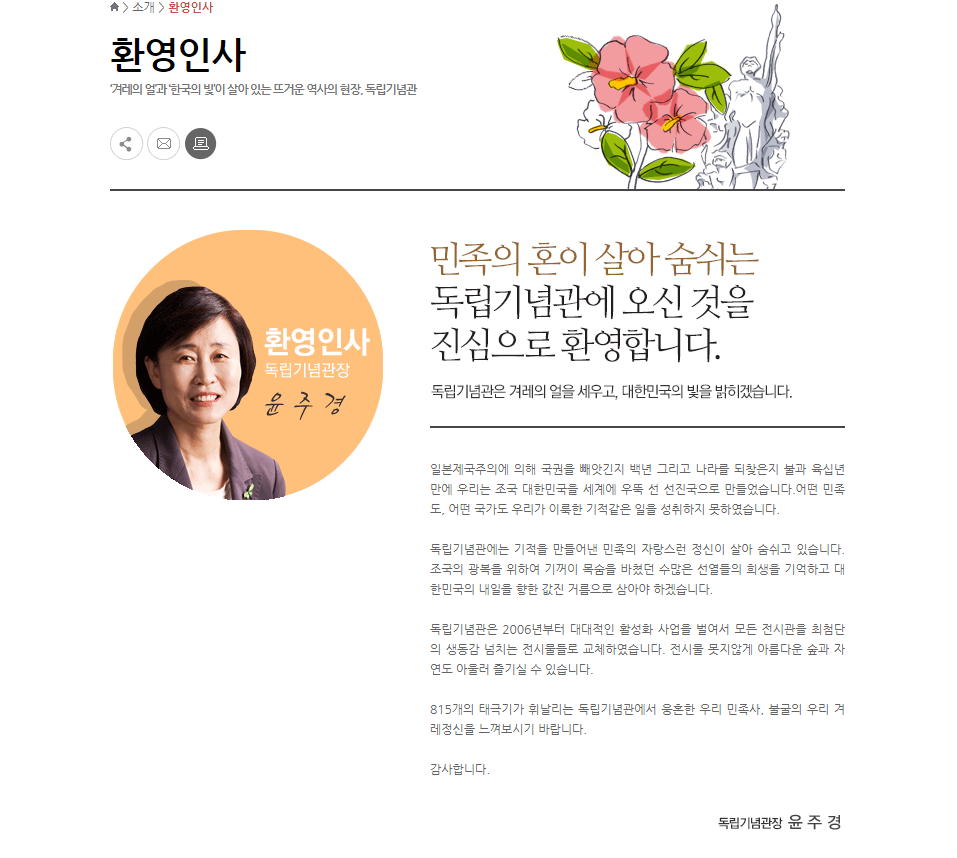 소개 > 환영인사
환영인사
'겨레의 얼'과 '한국의 빛'이 살아 있는 뜨거운 역사의 현장, 독립기념관
환영인사
독립기념관장
윤주경
민족의 혼이 살아 숨쉬는
독립기념관에 오신 것을
진심으로 환영합니다.
독립기념관은 겨레의 얼을 세우고, 대한민국의 빛을 밝히겠습니다.
일본제국주의에 의해 국권을 빼앗긴지 백년 그리고 나라를 되찾은지 불과 육십년
만에 우리는 조국 대한민국을 세계에 우뚝 선 선진국으로 만들었습니다.어떤 민족
도, 어떤 국가도 우리가 이룩한 기적같은 일을 성취하지 못하였습니다.
독립기념관에는 기적을 만들어낸 민족의 자랑스런 정신이 살아 숨쉬고 있습니다.
조국의 광복을 위하여 기꺼이 목숨을 바쳤던 수많은 선열들의 희생을 기억하고 대
한민국의 내일을 향한 값진 거름으로 삼아야 하겠습니다.
독립기념관은 2006년부터 대대적인 활성화 사업을 벌여서 모든 전시관을 최첨단
의 생동감 넘치는 전시물들로 교체하였습니다. 전시물 못지않게 아름다운 숲과 자
연도 아울러 즐기실 수 있습니다.
815개의 태극기가 휘날리는 독립기념관에서 웅혼한 우리 민족사, 불굴의 우리 겨
레정신을 느껴보시기 바랍니다.
감사합니다.
독립기념관장 윤 주 경